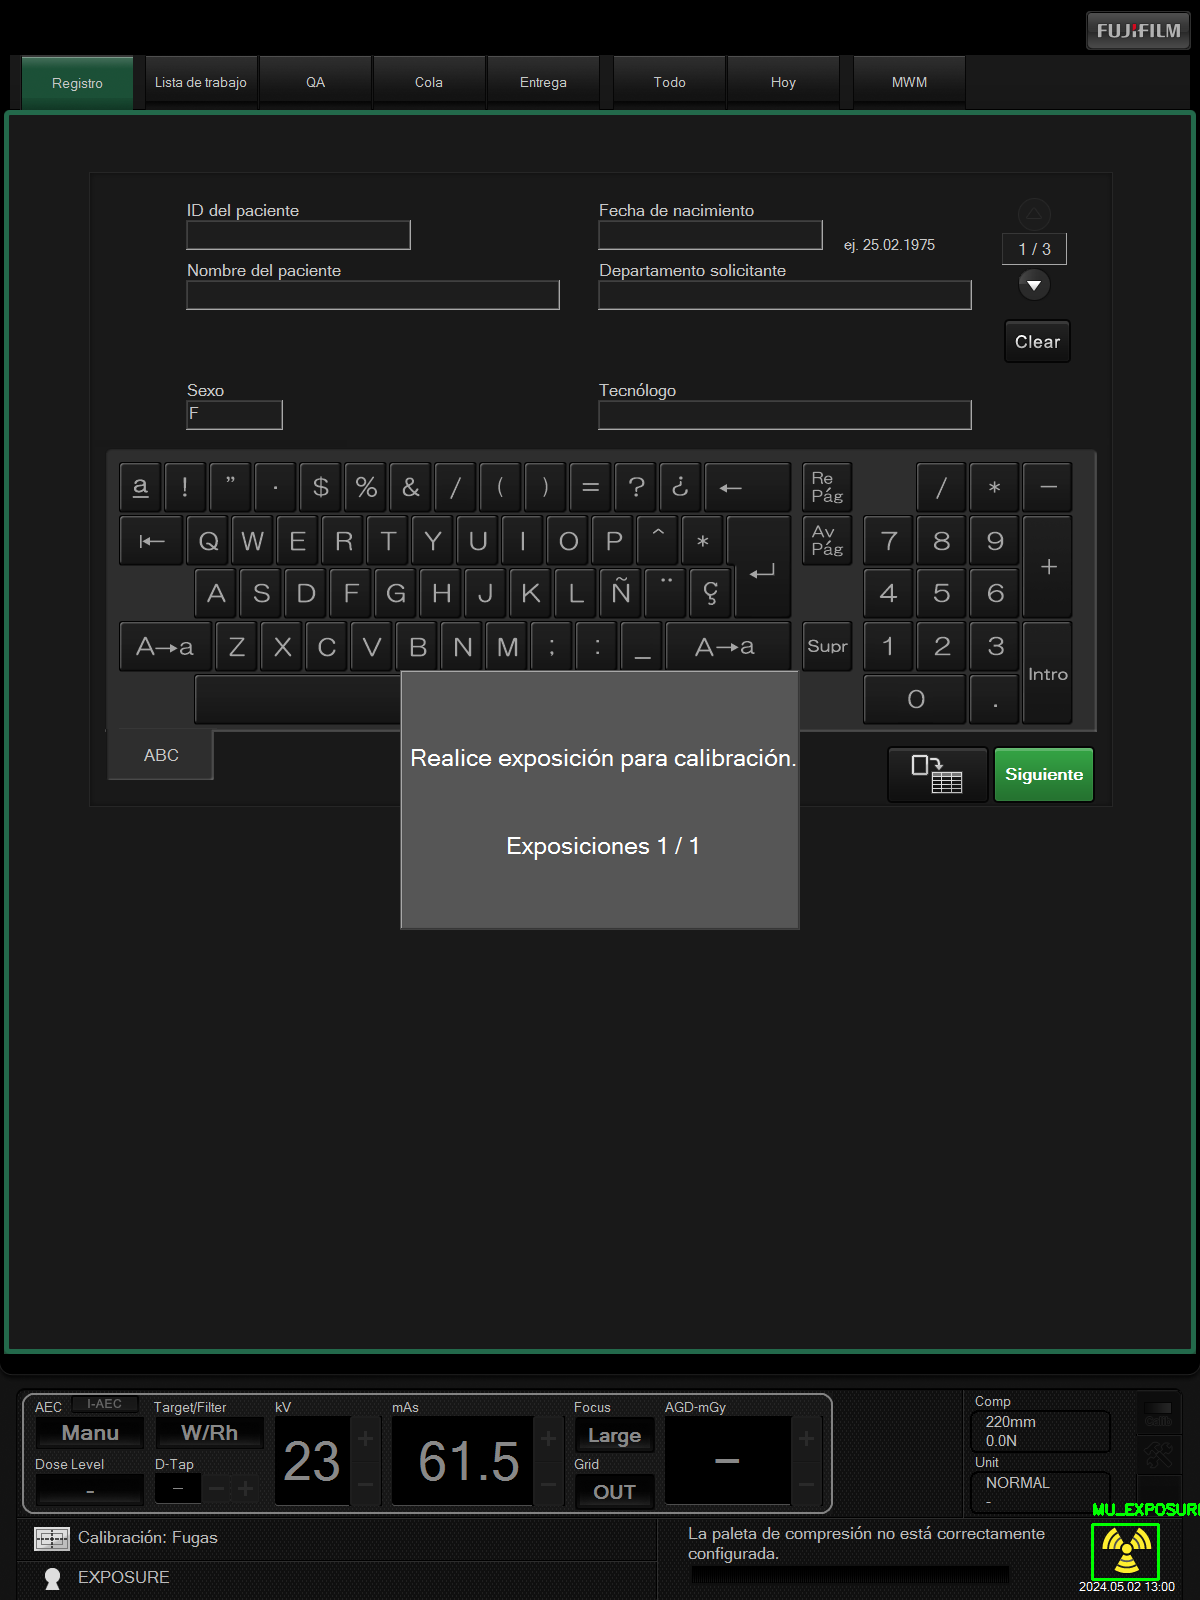 FUJIFILM
Registro
Lista de trabajo
QA
Cola
Entrega
Todo
Hoy
MWM
ID del paciente
Fecha de nacimiento
ej. 25.02.1975
1 / 3
Nombre del paciente
Departamento solicitante
Clear
Sexo
F
Tecnólogo
a ! " · $ % & / ( ) = ? ¿ ← Re Pág / * −
|← Q W E R T Y U I O P ^ * Av Pág 7 8 9 +
A S D F G H J K L Ñ ¨ Ç ↵ 4 5 6
A→a Z X C V B N M ; : _ A→a Supr 1 2 3 Intro
0 .
ABC
Siguiente
Realice exposición para calibración.
Exposiciones 1 / 1
AEC I-AEC Target/Filter kV mAs Focus AGD-mGy
Manu W/Rh 23 61.5 Large –
Dose Level D-Tap Grid
- – − + OUT
Comp
220mm
0.0N
Unit
NORMAL
-
MU_EXPOSURE
Calibración: Fugas
La paleta de compresión no está correctamente
configurada.
EXPOSURE
2024.05.02 13:00